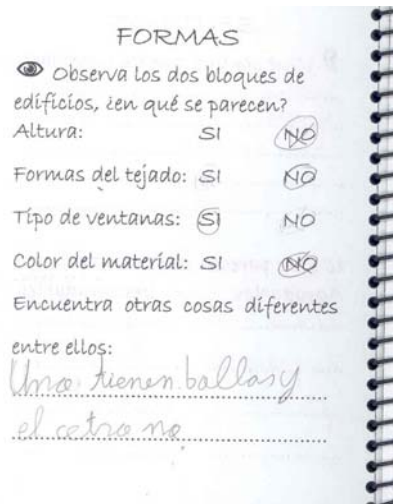 FORMAS
Observa los dos bloques de
edificios, ¿en qué se parecen?
Altura: SI NO
Formas del tejado: SI NO
Tipo de ventanas: SI NO
Color del material: SI NO
Encuentra otras cosas diferentes
entre ellos:
Uno tienen ballas y
el cotro no